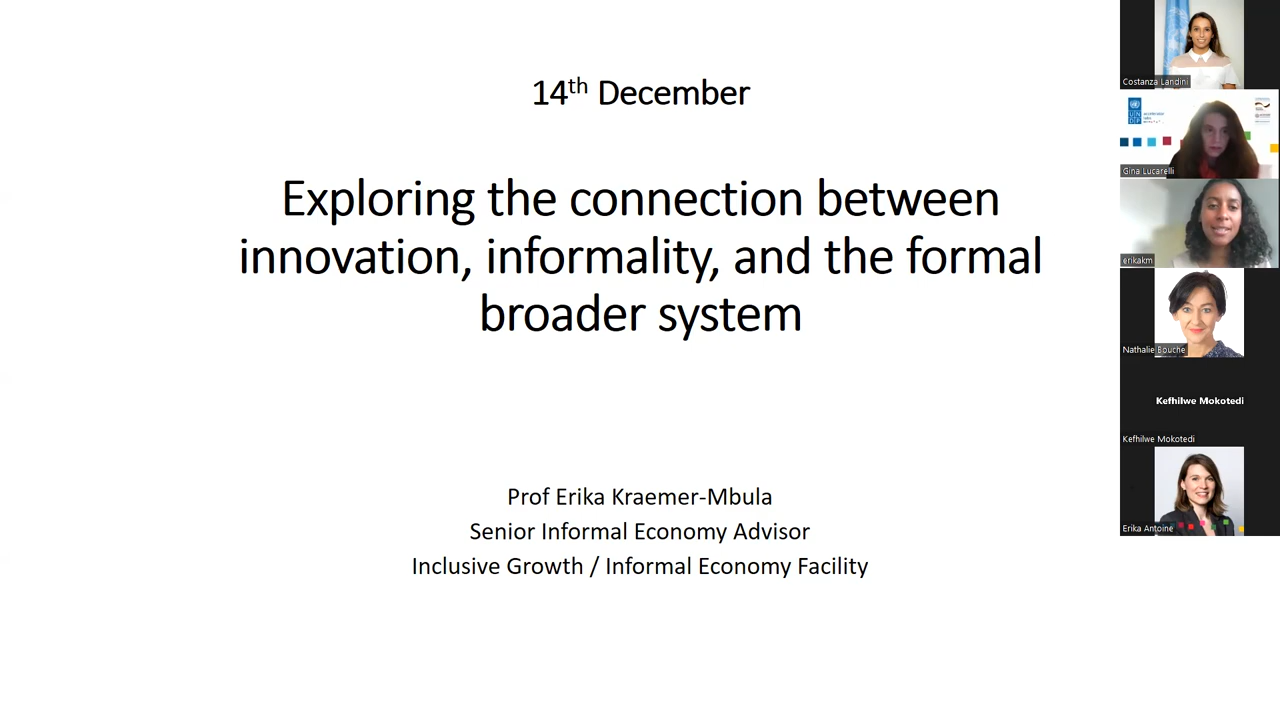 14th December
Exploring the connection between
innovation, informality, and the formal
broader system
Prof Erika Kraemer-Mbula
Senior Informal Economy Advisor
Inclusive Growth / Informal Economy Facility
Costanza Landini
Gina Lucarelli
erikakm
Nathalie Bouche
Kefhilwe Mokotedi
Kefhilwe Mokotedi
Erika Antoine